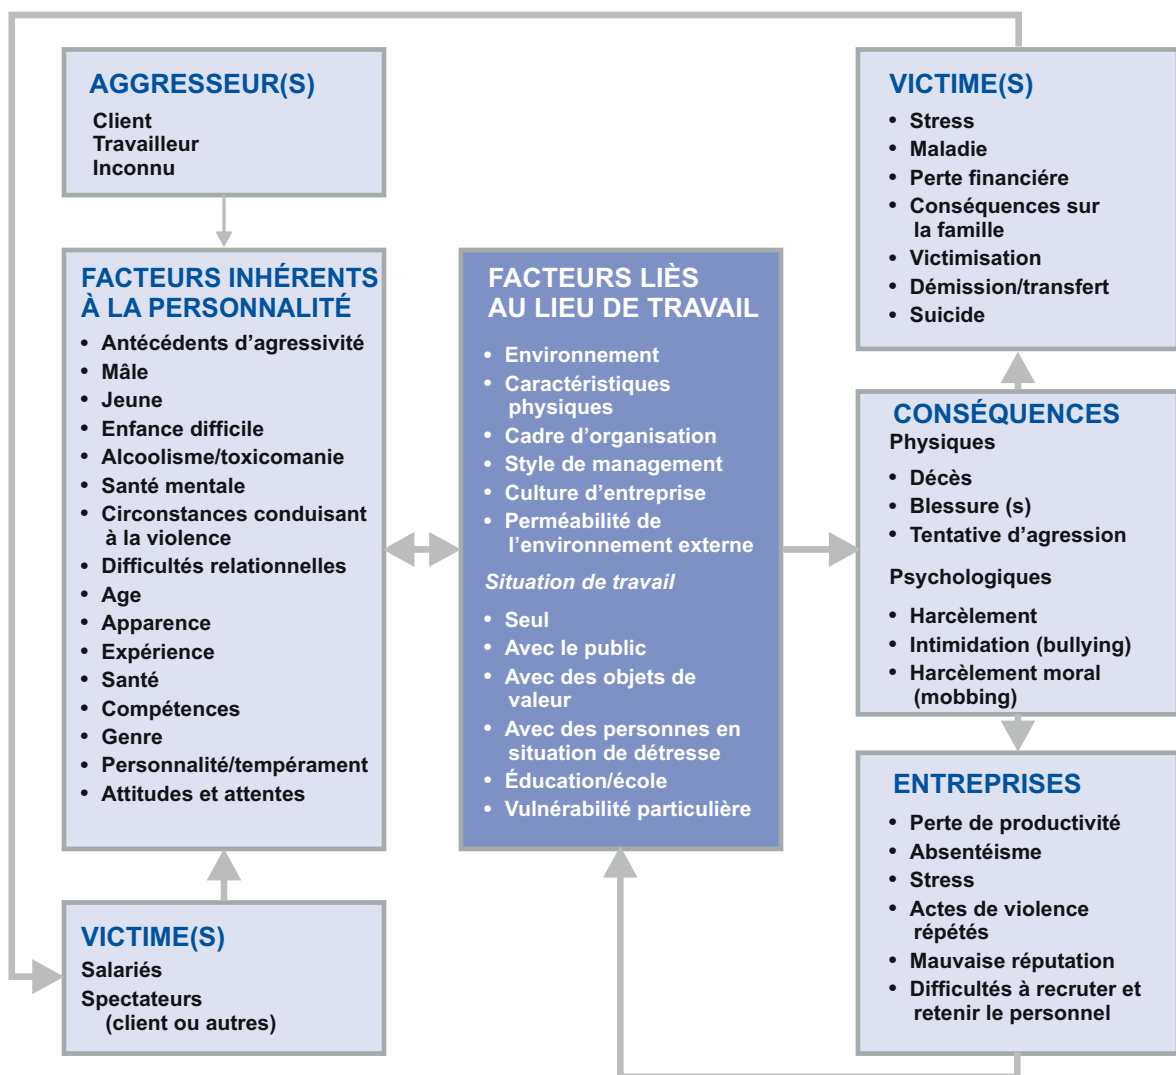 AGGRESSEUR(S)
Client
Travailleur
Inconnu
FACTEURS INHÉRENTS
À LA PERSONNALITÉ
• Antécédents d’agressivité
• Mâle
• Jeune
• Enfance difficile
• Alcoolisme/toxicomanie
• Santé mentale
• Circonstances conduisant
à la violence
• Difficultés relationnelles
• Age
• Apparence
• Expérience
• Santé
• Compétences
• Genre
• Personnalité/tempérament
• Attitudes et attentes
VICTIME(S)
Salariés
Spectateurs
(client ou autres)
FACTEURS LIÈS
AU LIEU DE TRAVAIL
• Environnement
• Caractéristiques
physiques
• Cadre d’organisation
• Style de management
• Culture d’entreprise
• Perméabilité de
l’environnement externe
Situation de travail
• Seul
• Avec le public
• Avec des objets de
valeur
• Avec des personnes en
situation de détresse
• Éducation/école
• Vulnérabilité particulière
VICTIME(S)
• Stress
• Maladie
• Perte financiére
• Conséquences sur
la famille
• Victimisation
• Démission/transfert
• Suicide
CONSÉQUENCES
Physiques
• Décès
• Blessure (s)
• Tentative d’agression
Psychologiques
• Harcèlement
• Intimidation (bullying)
• Harcèlement moral
(mobbing)
ENTREPRISES
• Perte de productivité
• Absentéisme
• Stress
• Actes de violence
répétés
• Mauvaise réputation
• Difficultés à recruter et
retenir le personnel